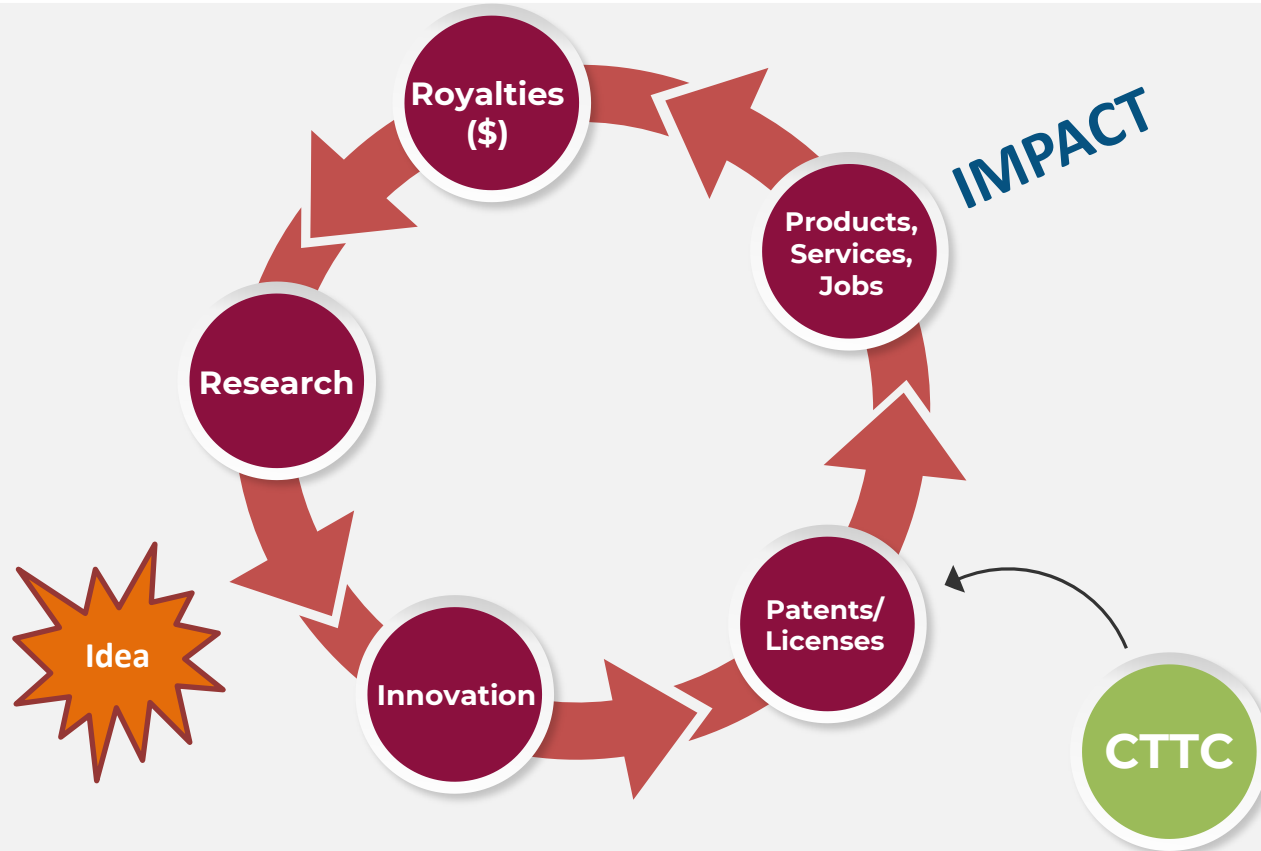 Royalties
($)
IMPACT
Products,
Services,
Jobs
Research
Patents/
Licenses
Idea
Innovation
CTTC